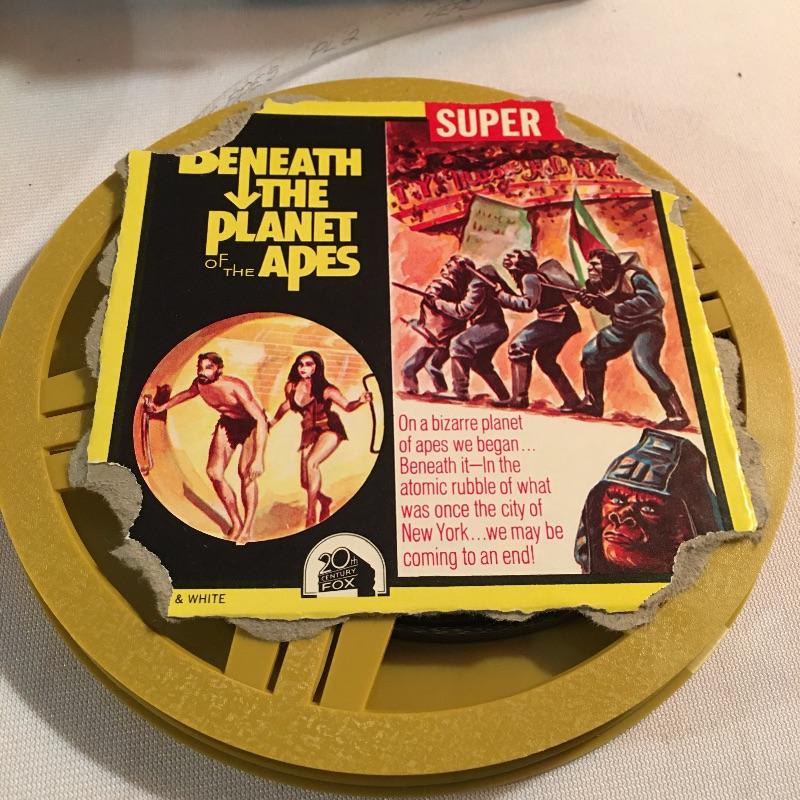 SUPER
BENEATH
THE
PLANET
OF THE APES
On a bizarre planet
of apes we began...
Beneath it—In the
atomic rubble of what
was once the city of
New York...we may be
coming to an end!
20th
CENTURY
FOX
& WHITE